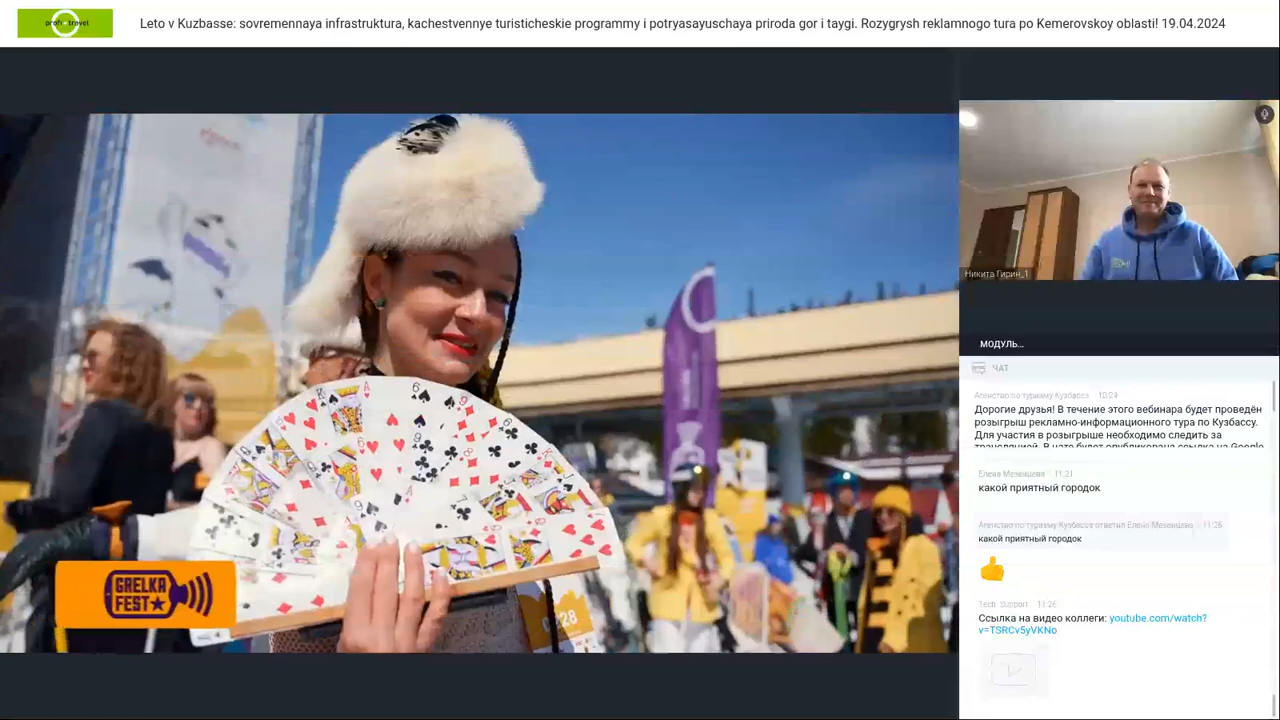 profi travel
Leto v Kuzbasse: sovremennaya infrastruktura, kachestvennye turisticheskie programmy i potryasayuschaya priroda gor i taygi. Rozygrysh reklamnogo tura po Kemerovskoy oblasti! 19.04.2024
GRELKA
FEST★
Никита Гирин_1
МОДУЛЬ...
ЧАТ
Агенство по туризму Кузбасса 10:24
Дорогие друзья! В течение этого вебинара будет проведён
розыгрыш рекламно-информационного тура по Кузбассу.
Для участия в розыгрыше необходимо следить за
трансляцией. В чате будет опубликована ссылка на Google
Елена Мезенцева 11:21
какой приятный городок
Агенство по туризму Кузбасса ответил Елена Мезенцева 11:26
какой приятный городок
Tech Support 11:26
Ссылка на видео коллеги: youtube.com/watch?
v=TSRCv5yVKNo